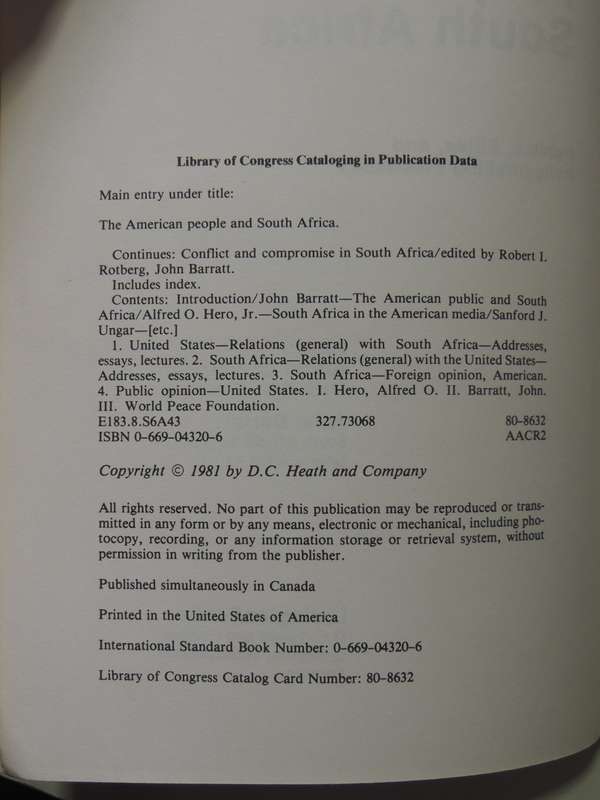 South Africa
Library of Congress Cataloging in Publication Data
Main entry under title:
The American people and South Africa.
Continues: Conflict and compromise in South Africa/edited by Robert I.
Rotberg, John Barratt.
Includes index.
Contents: Introduction/John Barratt—The American public and South
Africa/Alfred O. Hero, Jr.—South Africa in the American media/Sanford J.
Ungar—[etc.]
1. United States—Relations (general) with South Africa—Addresses,
essays, lectures. 2. South Africa—Relations (general) with the United States—
Addresses, essays, lectures. 3. South Africa—Foreign opinion, American.
4. Public opinion—United States. I. Hero, Alfred O. II. Barratt, John.
III. World Peace Foundation.
E183.8.S6A43 327.73068 80-8632
ISBN 0-669-04320-6 AACR2
Copyright © 1981 by D.C. Heath and Company
All rights reserved. No part of this publication may be reproduced or trans-
mitted in any form or by any means, electronic or mechanical, including pho-
tocopy, recording, or any information storage or retrieval system, without
permission in writing from the publisher.
Published simultaneously in Canada
Printed in the United States of America
International Standard Book Number: 0-669-04320-6
Library of Congress Catalog Card Number: 80-8632